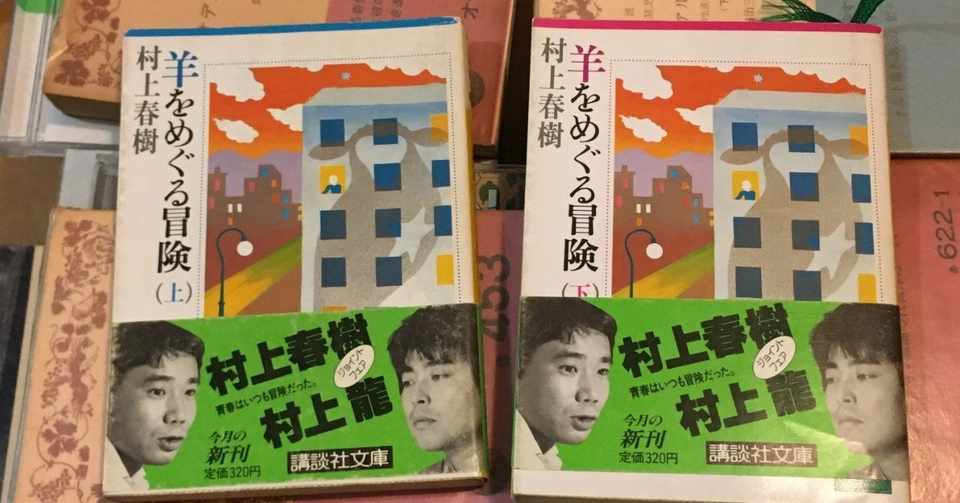 羊をめぐる冒険(上)
村上春樹
村上春樹
ジョイント
フェア
青春はいつも冒険だった。
村上龍
今月の
新刊
定価320円
講談社文庫
羊をめぐる冒険(下)
村上春樹
村上春樹
ジョイント
フェア
青春はいつも冒険だった。
村上龍
今月の
新刊
定価320円
講談社文庫
453
622-1